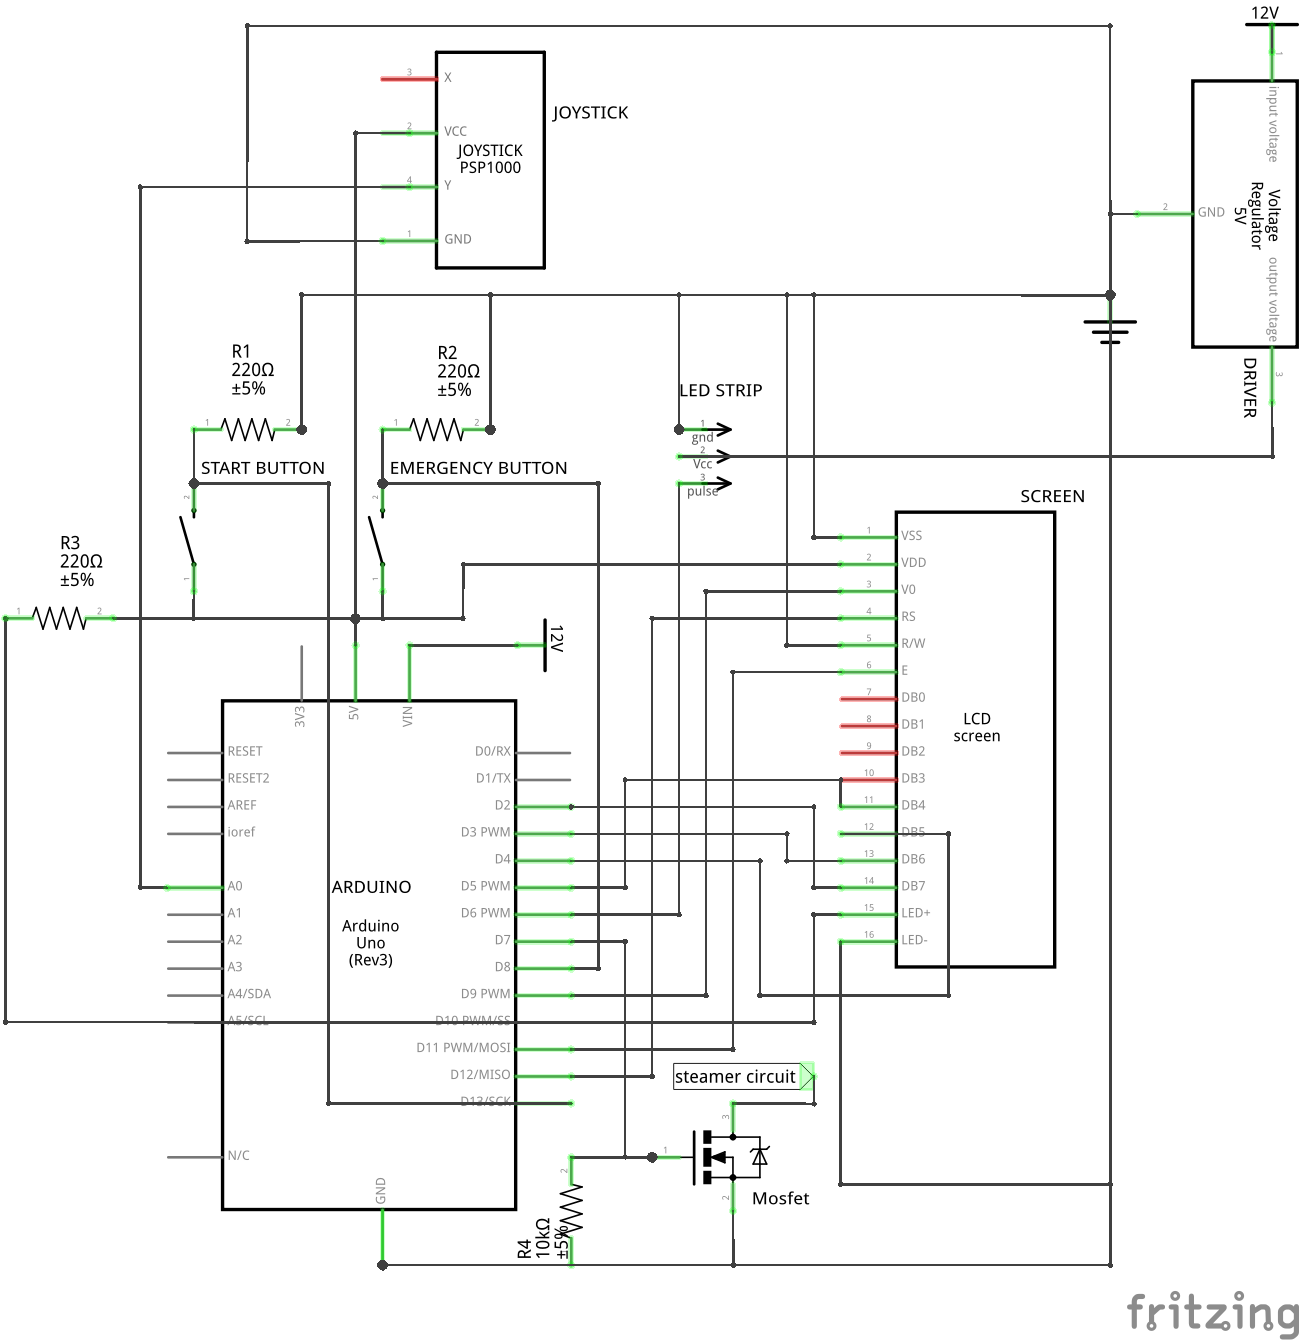 12V
1
input voltage
3
X
JOYSTICK
2
VCC
JOYSTICK
PSP1000
4
Y
2
GND
Voltage
Regulator
5V
1
GND
output voltage
3
DRIVER
R1
220Ω
±5%
R2
220Ω
±5%
LED STRIP
1
2
1
2
1
gnd
2
Vcc
3
pulse
START BUTTON
EMERGENCY BUTTON
2
2
SCREEN
1
VSS
R3
220Ω
±5%
2
VDD
1
1
3
V0
1
2
4
RS
12V
5
R/W
6
E
3V3
5V
VIN
7
DB0
LCD
screen
8
DB1
RESET
D0/RX
9
DB2
RESET2
D1/TX
10
DB3
AREF
D2
11
DB4
ioref
D3 PWM
12
DB5
D4
13
DB6
A0
ARDUINO
D5 PWM
14
DB7
A1
D6 PWM
15
LED+
Arduino
Uno
(Rev3)
A2
D7
16
LED-
A3
D8
A4/SDA
D9 PWM
A5/SCL
D10 PWM/SS
D11 PWM/MOSI
D12/MISO
steamer circuit
D13/SCK
3
N/C
1
2
GND
2
Mosfet
R4
10kΩ
±5%
fritzing